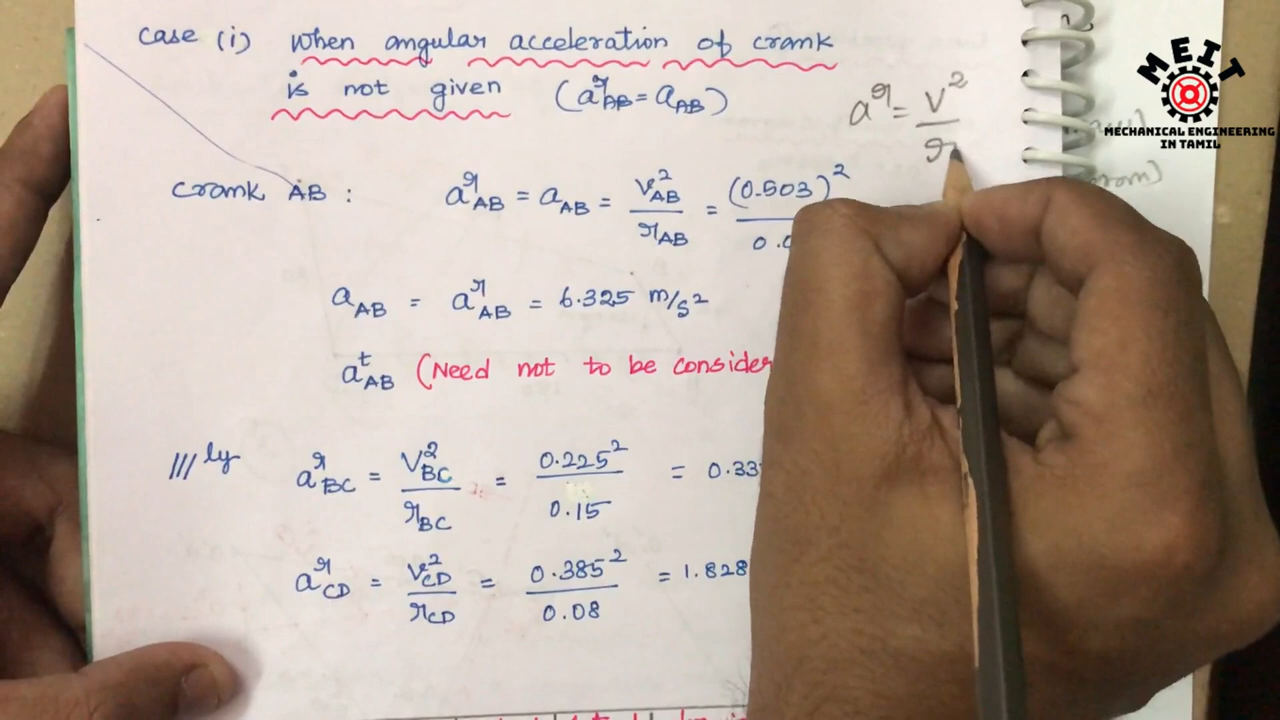 case (i) when angular acceleration of crank
is not given (a^r_AB = a_AB)
a^r = v^2 / r
crank AB : a^r_AB = a_AB = v^2_AB / r_AB = (0.503)^2 / 0.0
a_AB = a^r_AB = 6.325 m/s^2
a^t_AB (Need not to be consider
///ly a^r_BC = V^2_BC / r_BC = 0.225^2 / 0.15 = 0.33
a^r_CD = v^2_CD / r_CD = 0.385^2 / 0.08 = 1.828
MEIT
MECHANICAL ENGINEERING
IN TAMIL